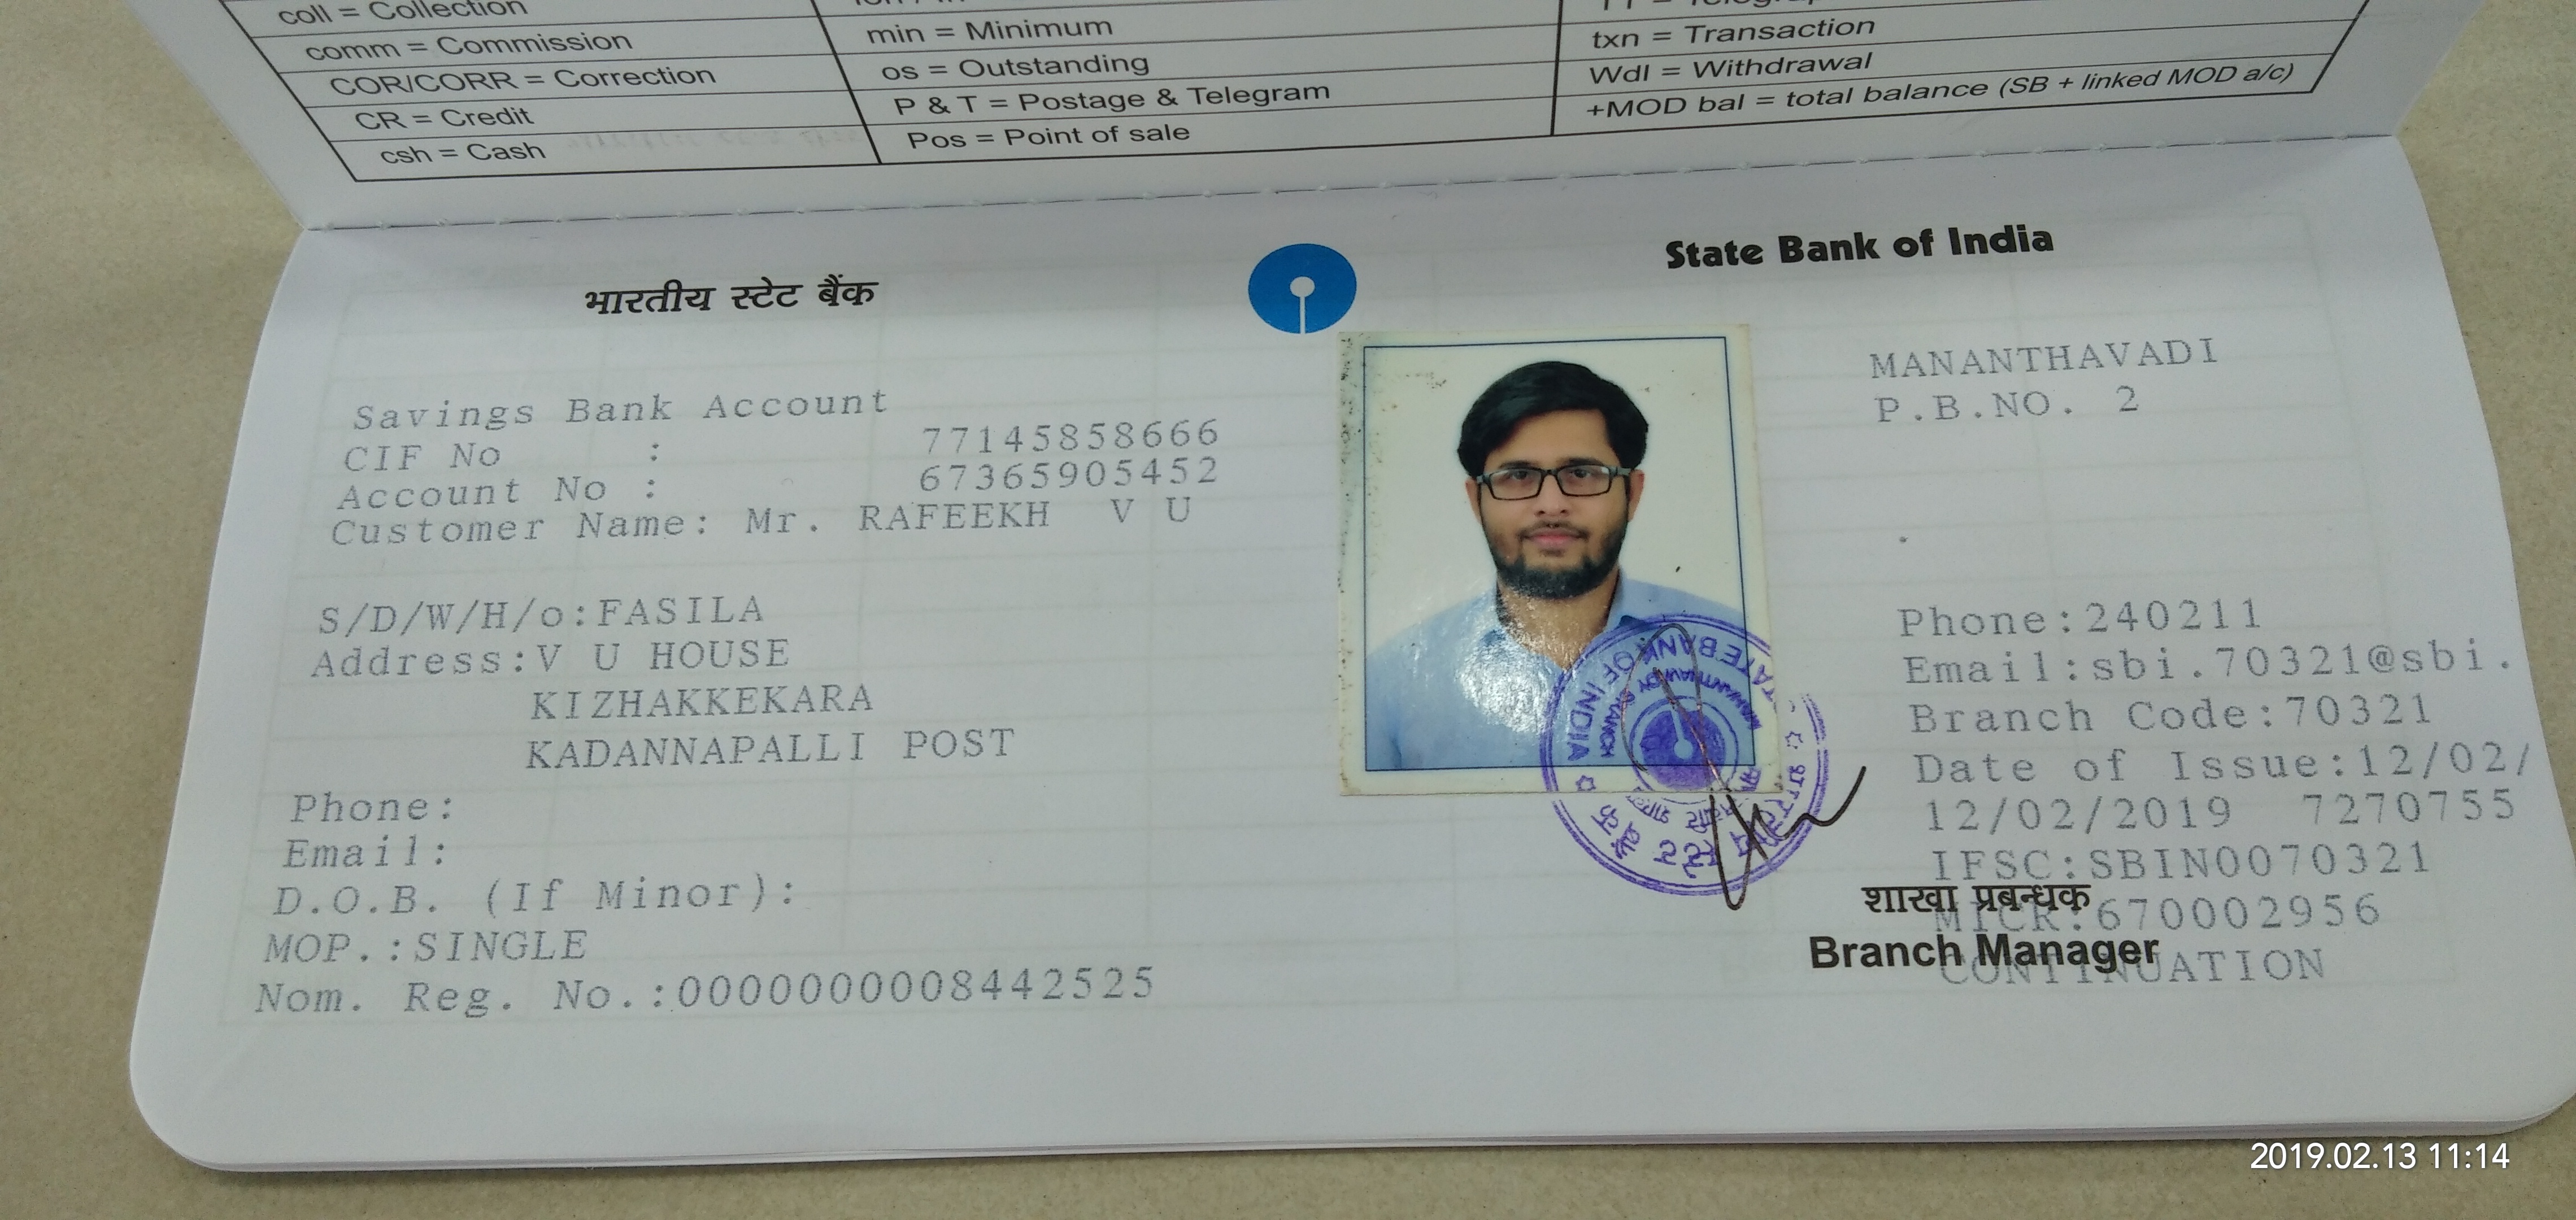 coll = Collection
comm = Commission
COR/CORR = Correction
CR = Credit
csh = Cash
min = Minimum
os = Outstanding
P & T = Postage & Telegram
Pos = Point of sale
txn = Transaction
Wdl = Withdrawal
+MOD bal = total balance (SB + linked MOD a/c)
भारतीय स्टेट बैंक
State Bank of India
Savings Bank Account
CIF No : 77145858666
Account No : 67365905452
Customer Name: Mr. RAFEEKH V U
S/D/W/H/o:FASILA
Address:V U HOUSE
KIZHAKKEKARA
KADANNAPALLI POST
Phone:
Email:
D.O.B. (If Minor):
MOP.:SINGLE
Nom. Reg. No.:0000000008442525
STATE BANK OF INDIA
भारतीय स्टेट बैंक
MANANTHAVADI
P.B.NO. 2
Phone:240211
Email:sbi.70321@sbi.
Branch Code:70321
Date of Issue:12/02/
12/02/2019 7270755
IFSC:SBIN0070321
शाखा प्रबन्धक
MICR:670002956
Branch Manager
CONTINUATION
2019.02.13 11:14